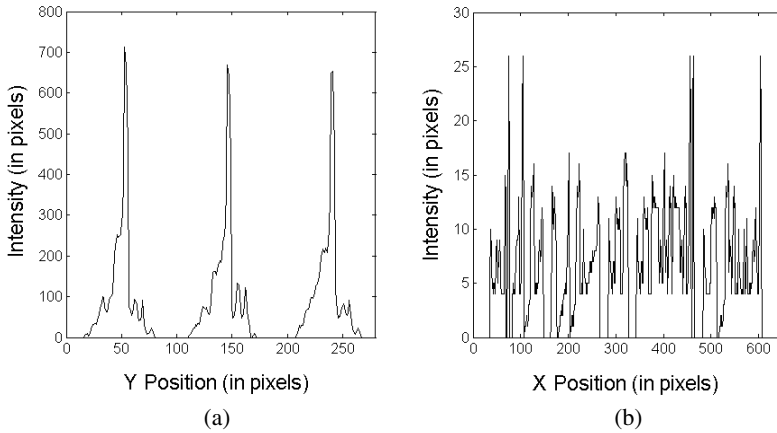 800
700
600
500
400
300
200
100
0
Intensity (in pixels)
0 50 100 150 200 250
Y Position (in pixels)
(a)
30
25
20
15
10
5
0
Intensity (in pixels)
0 100 200 300 400 500 600
X Position (in pixels)
(b)